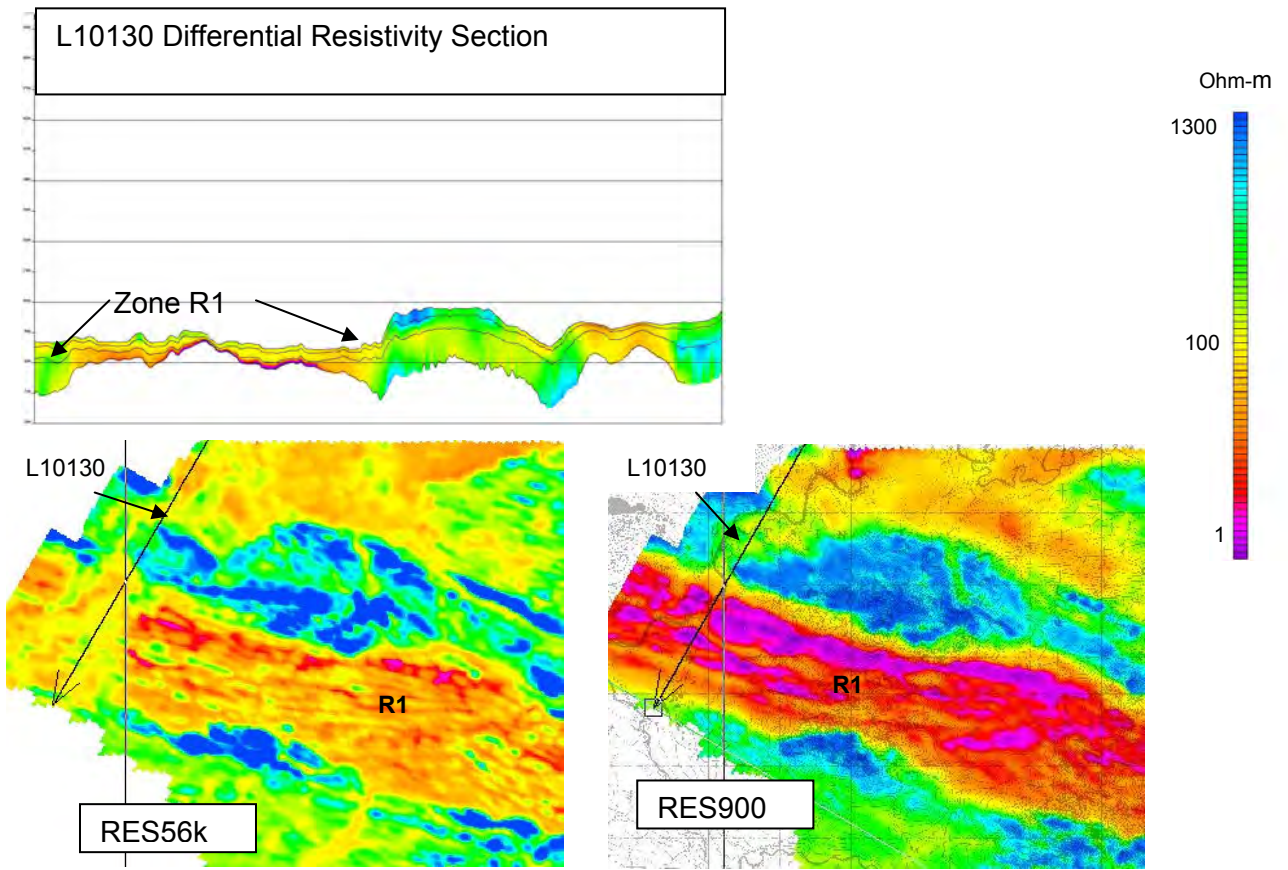 L10130 Differential Resistivity Section
Ohm-m
1300
100
1
Zone R1
L10130
R1
RES56k
L10130
R1
RES900